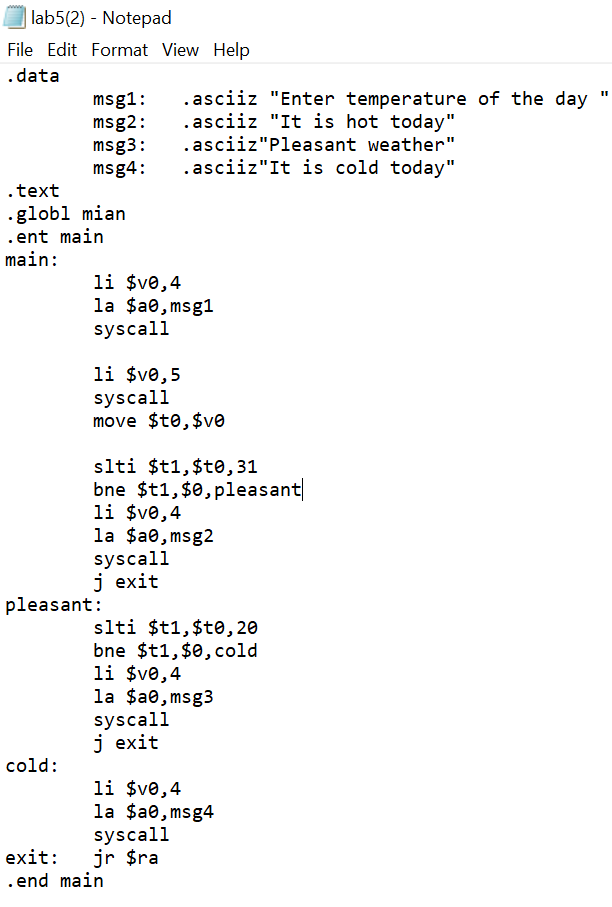 lab5(2) - Notepad
File Edit Format View Help
.data
msg1: .asciiz "Enter temperature of the day "
msg2: .asciiz "It is hot today"
msg3: .asciiz"Pleasant weather"
msg4: .asciiz"It is cold today"
.text
.globl mian
.ent main
main:
li $v0,4
la $a0,msg1
syscall
li $v0,5
syscall
move $t0,$v0
slti $t1,$t0,31
bne $t1,$0,pleasant
li $v0,4
la $a0,msg2
syscall
j exit
pleasant:
slti $t1,$t0,20
bne $t1,$0,cold
li $v0,4
la $a0,msg3
syscall
j exit
cold:
li $v0,4
la $a0,msg4
syscall
exit: jr $ra
.end main